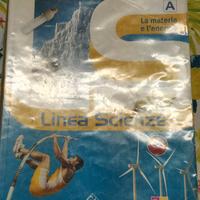 A
La materia
e l'energia
Linea Scienze